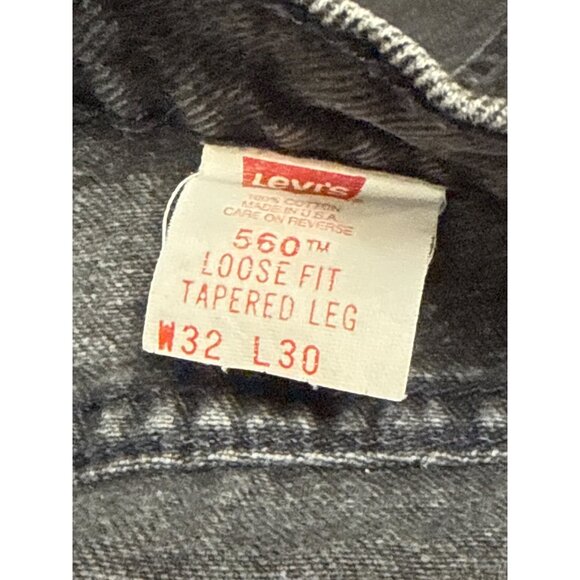 Levi's
100% COTTON
MADE IN U.S.A.
CARE ON REVERSE
560™
LOOSE FIT
TAPERED LEG
W32 L30